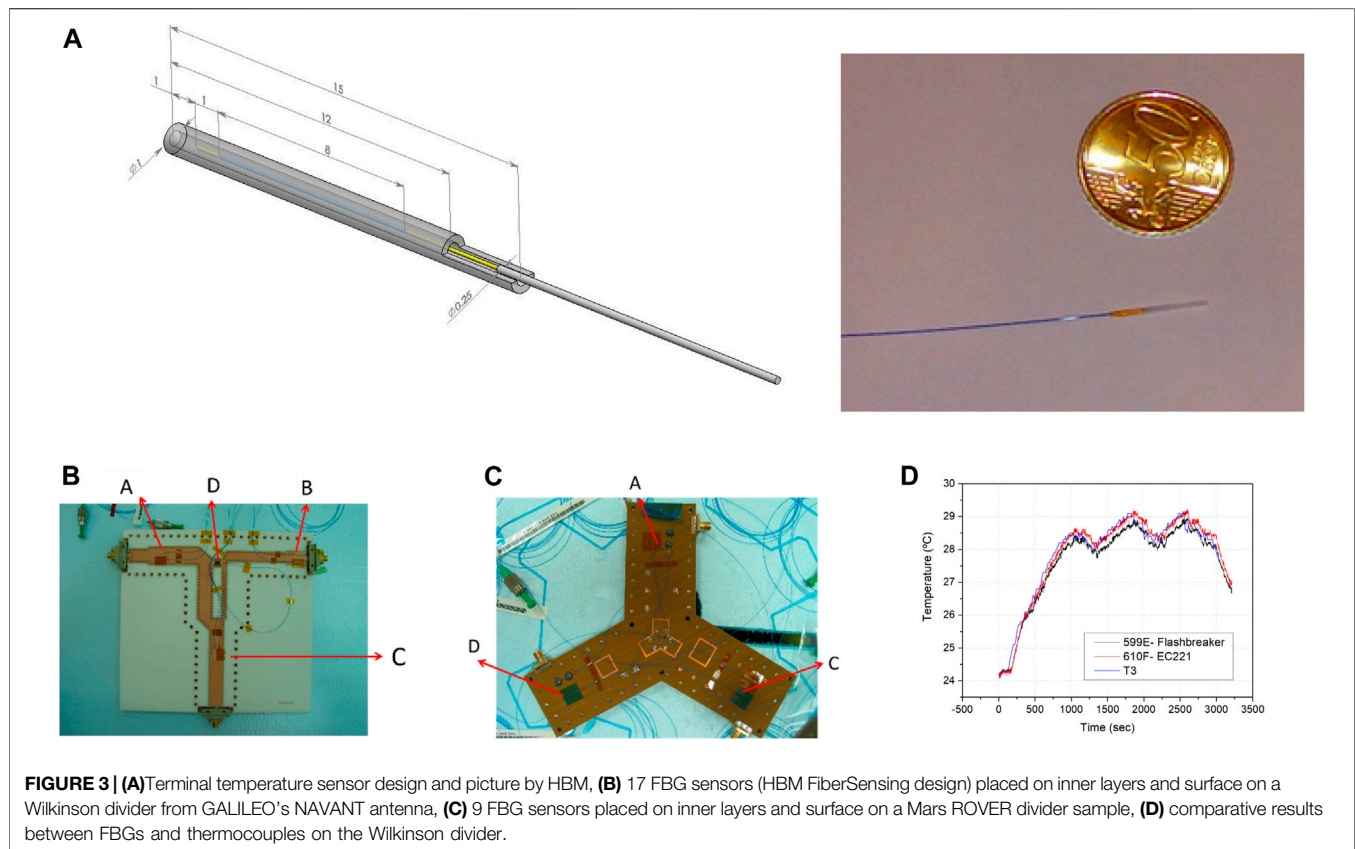 A
15
12
1
1
8
Ø1
Ø0.25
50
B
A
D
B
C
C
A
D
C
D
Temperature (ºC)
30
29
28
27
26
25
24
-500
0
500
1000
1500
2000
2500
3000
3500
Time (sec)
599E- Flashbreaker
610F- EC221
T3
FIGURE 3 | (A)Terminal temperature sensor design and picture by HBM, (B) 17 FBG sensors (HBM FiberSensing design) placed on inner layers and surface on a
Wilkinson divider from GALILEO’s NAVANT antenna, (C) 9 FBG sensors placed on inner layers and surface on a Mars ROVER divider sample, (D) comparative results
between FBGs and thermocouples on the Wilkinson divider.